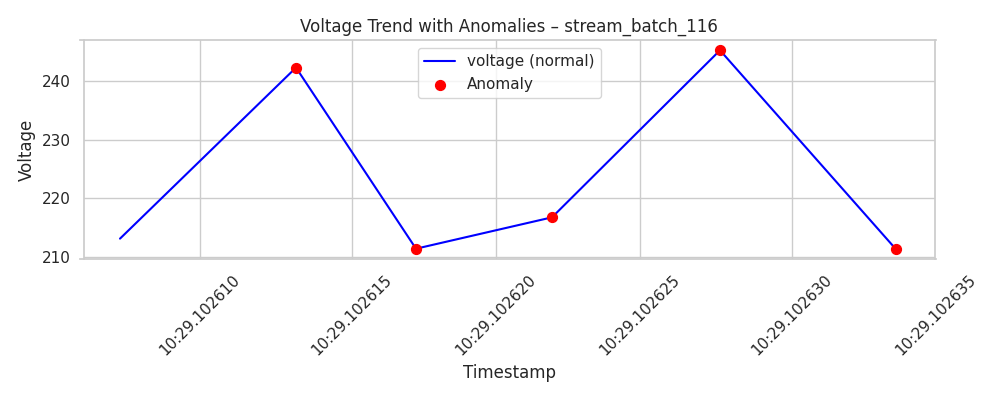 Voltage Trend with Anomalies – stream_batch_116
voltage (normal)
Anomaly
Voltage
240
230
220
210
10:29.102610
10:29.102615
10:29.102620
10:29.102625
10:29.102630
10:29.102635
Timestamp